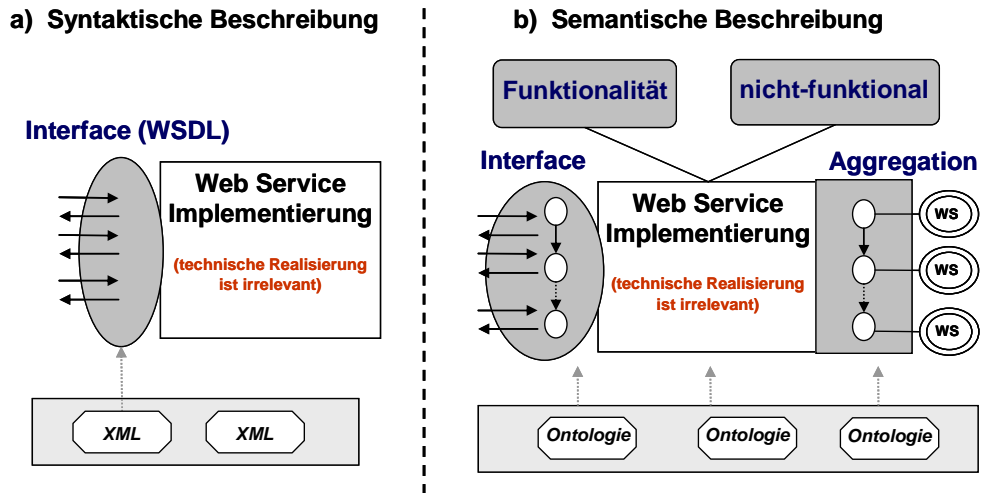 a) Syntaktische Beschreibung
Interface (WSDL)
Web Service
Implementierung
(technische Realisierung
ist irrelevant)
XML
XML
b) Semantische Beschreibung
Funktionalität
nicht-funktional
Interface
Aggregation
Web Service
Implementierung
(technische Realisierung
ist irrelevant)
WS
WS
WS
Ontologie
Ontologie
Ontologie